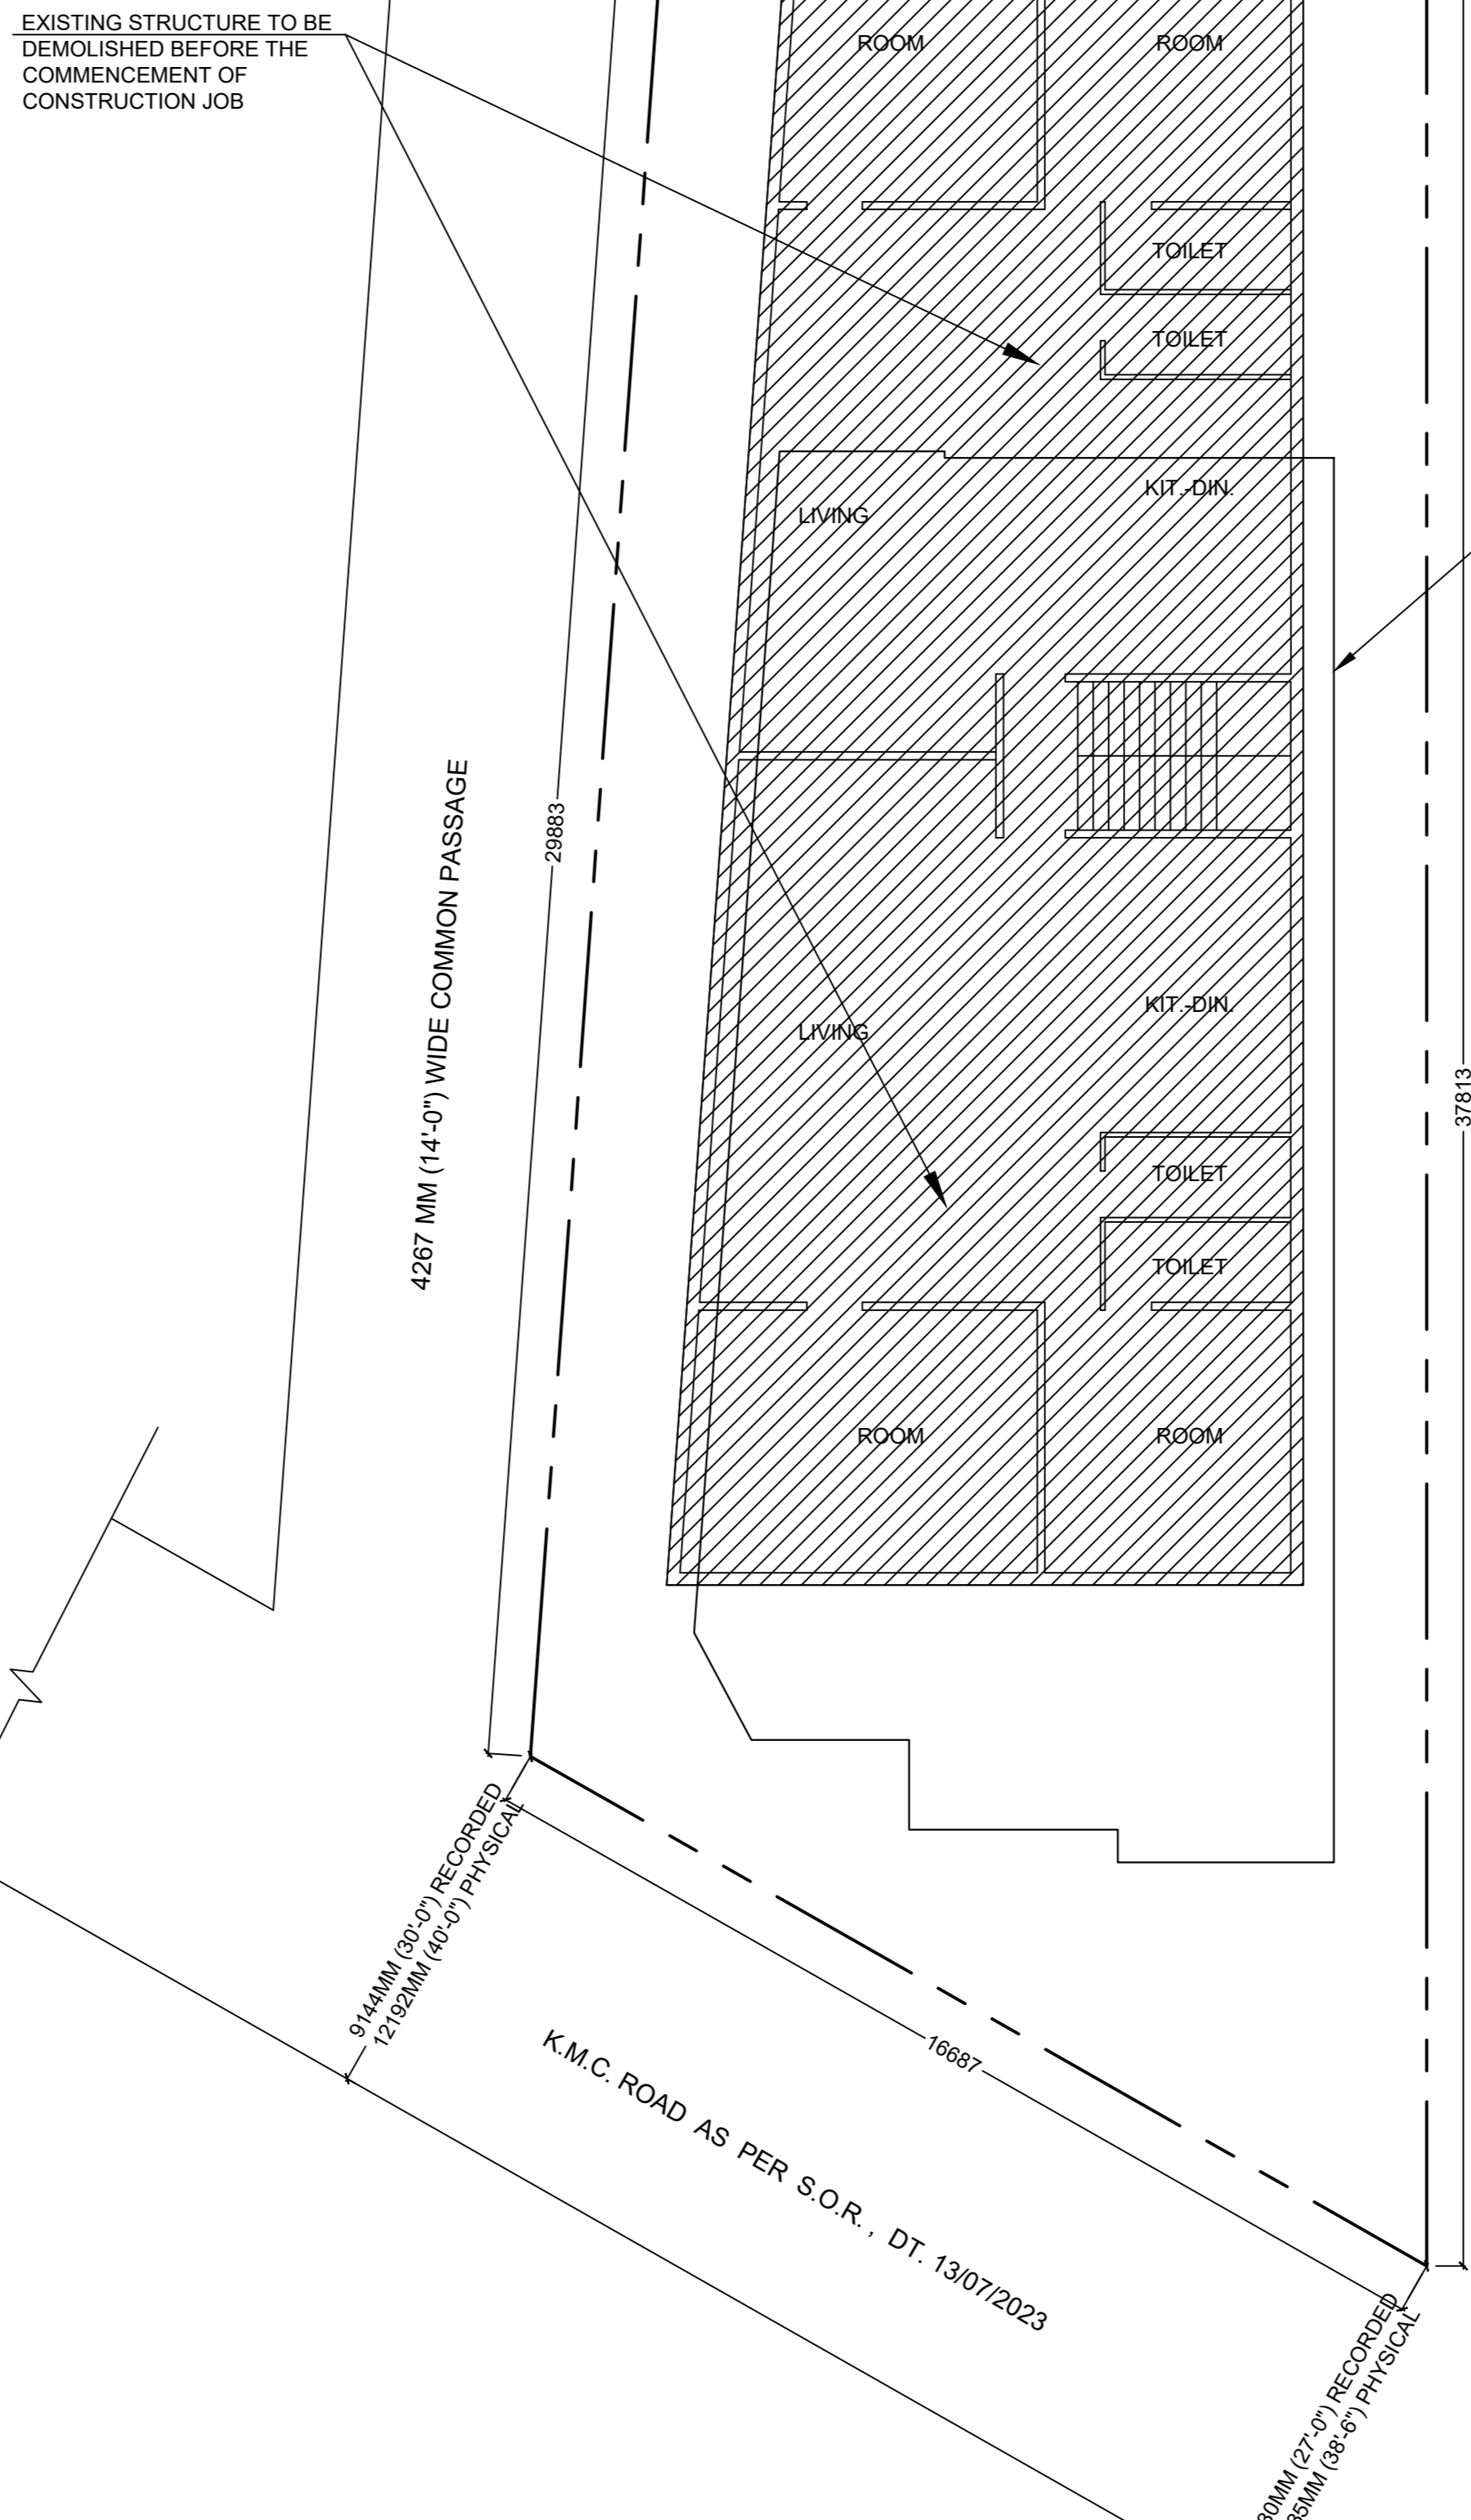 EXISTING STRUCTURE TO BE
DEMOLISHED BEFORE THE
COMMENCEMENT OF
CONSTRUCTION JOB
ROOM
ROOM
TOILET
TOILET
KIT.-DIN.
LIVING
29883
4267 MM (14'-0") WIDE COMMON PASSAGE
KIT.-DIN.
LIVING
37813
TOILET
TOILET
ROOM
ROOM
9144MM (30'-0") RECORDED
12192MM (40'-0") PHYSICAL
16687
K.M.C. ROAD AS PER S.O.R. , DT. 13/07/2023
(27'-0") RECORDED
(38'-6") PHYSICAL